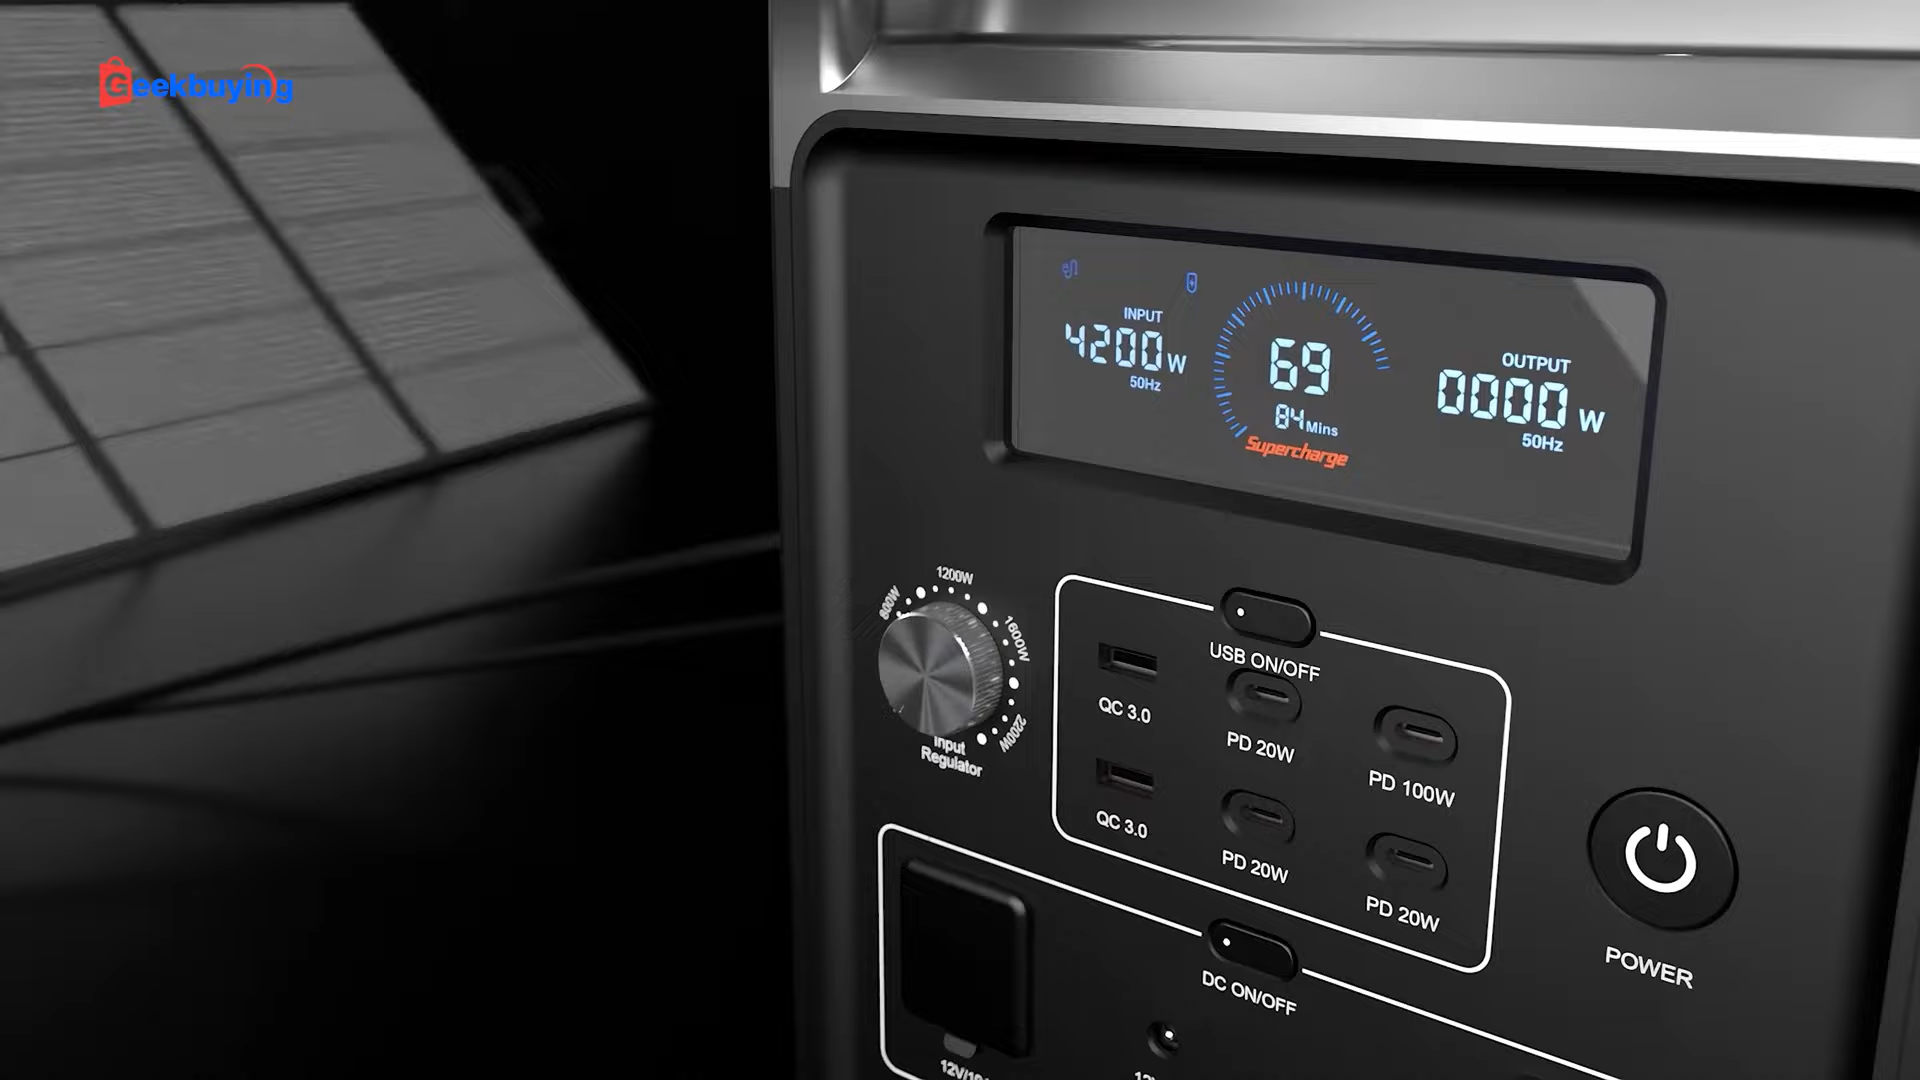 Geekbuying
INPUT
4200W
50Hz
69
84Mins
Supercharge
OUTPUT
0000W
50Hz
800W
1200W
1600W
2200W
Input
Regulator
USB ON/OFF
QC 3.0
PD 20W
PD 100W
QC 3.0
PD 20W
PD 20W
POWER
DC ON/OFF